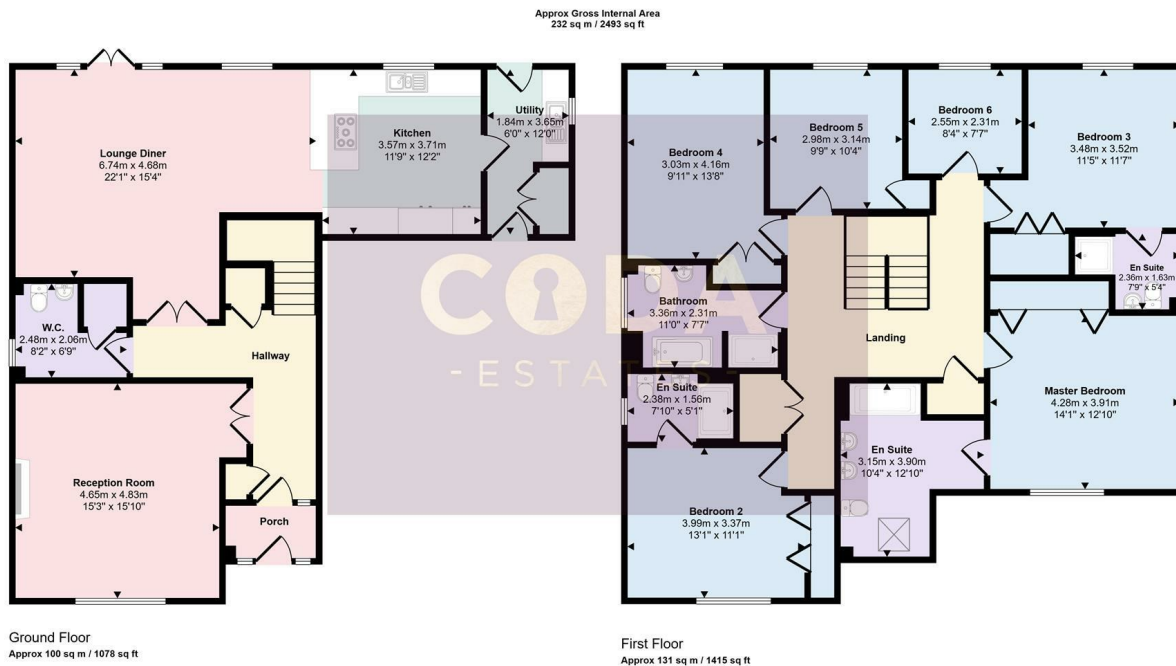 Approx Gross Internal Area
232 sq m / 2493 sq ft
Lounge Diner
6.74m x 4.68m
22'1" x 15'4"
Kitchen
3.57m x 3.71m
11'9" x 12'2"
Utility
1.84m x 3.65m
6'0" x 12'0"
W.C.
2.48m x 2.06m
8'2" x 6'9"
Hallway
Reception Room
4.65m x 4.83m
15'3" x 15'10"
Porch
Ground Floor
Approx 100 sq m / 1078 sq ft
CODA
-ESTATES-
Bedroom 4
3.03m x 4.16m
9'11" x 13'8"
Bedroom 5
2.98m x 3.14m
9'9" x 10'4"
Bedroom 6
2.55m x 2.31m
8'4" x 7'7"
Bedroom 3
3.48m x 3.52m
11'5" x 11'7"
En Suite
2.36m x 1.63m
7'9" x 5'4"
Bathroom
3.36m x 2.31m
11'0" x 7'7"
Landing
En Suite
2.38m x 1.56m
7'10" x 5'1"
Master Bedroom
4.28m x 3.91m
14'1" x 12'10"
En Suite
3.15m x 3.90m
10'4" x 12'10"
Bedroom 2
3.99m x 3.37m
13'1" x 11'1"
First Floor
Approx 131 sq m / 1415 sq ft